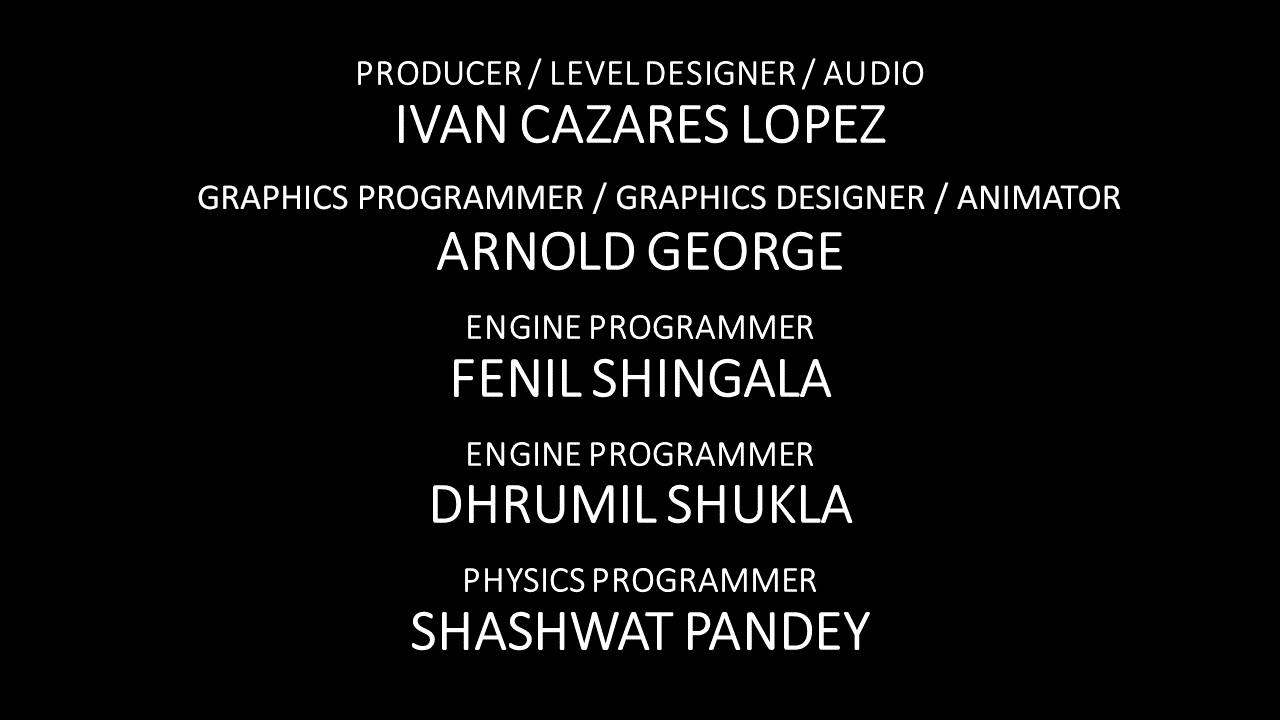 PRODUCER / LEVEL DESIGNER / AUDIO
IVAN CAZARES LOPEZ
GRAPHICS PROGRAMMER / GRAPHICS DESIGNER / ANIMATOR
ARNOLD GEORGE
ENGINE PROGRAMMER
FENIL SHINGALA
ENGINE PROGRAMMER
DHRUMIL SHUKLA
PHYSICS PROGRAMMER
SHASHWAT PANDEY